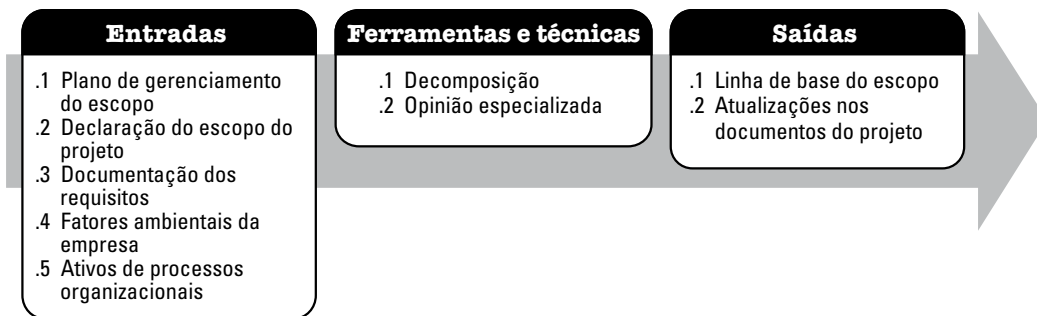 Entradas
.1 Plano de gerenciamento
do escopo
.2 Declaração do escopo do
projeto
.3 Documentação dos
requisitos
.4 Fatores ambientais da
empresa
.5 Ativos de processos
organizacionais
Ferramentas e técnicas
.1 Decomposição
.2 Opinião especializada
Saídas
.1 Linha de base do escopo
.2 Atualizações nos
documentos do projeto